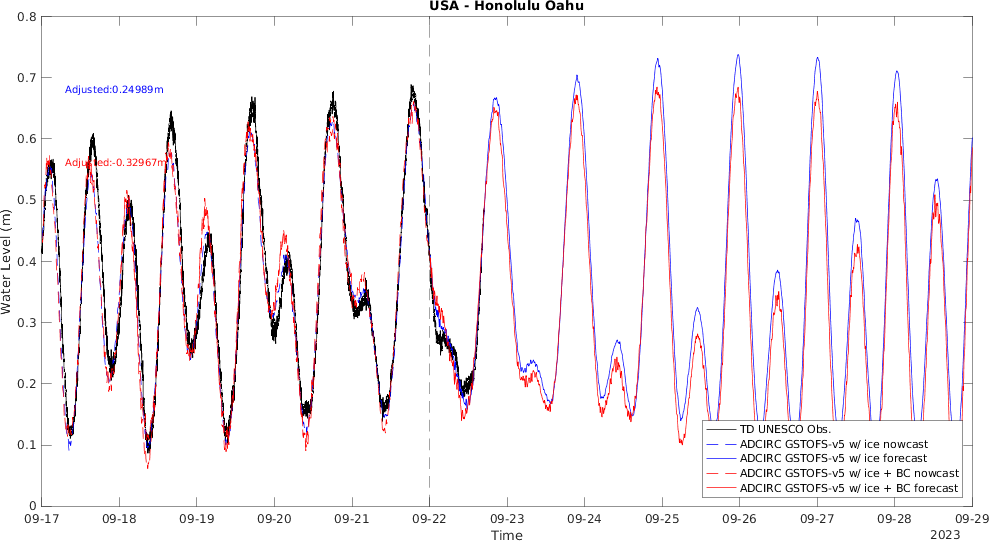 USA - Honolulu Oahu
0.8
0.7
0.6
0.5
0.4
0.3
0.2
0.1
0
Water Level (m)
Adjusted:0.24989m
Adjusted:-0.32967m
TD UNESCO Obs.
ADCIRC GSTOFS-v5 w/ ice nowcast
ADCIRC GSTOFS-v5 w/ ice forecast
ADCIRC GSTOFS-v5 w/ ice + BC nowcast
ADCIRC GSTOFS-v5 w/ ice + BC forecast
09-17 09-18 09-19 09-20 09-21 09-22 09-23 09-24 09-25 09-26 09-27 09-28 09-29
Time
2023